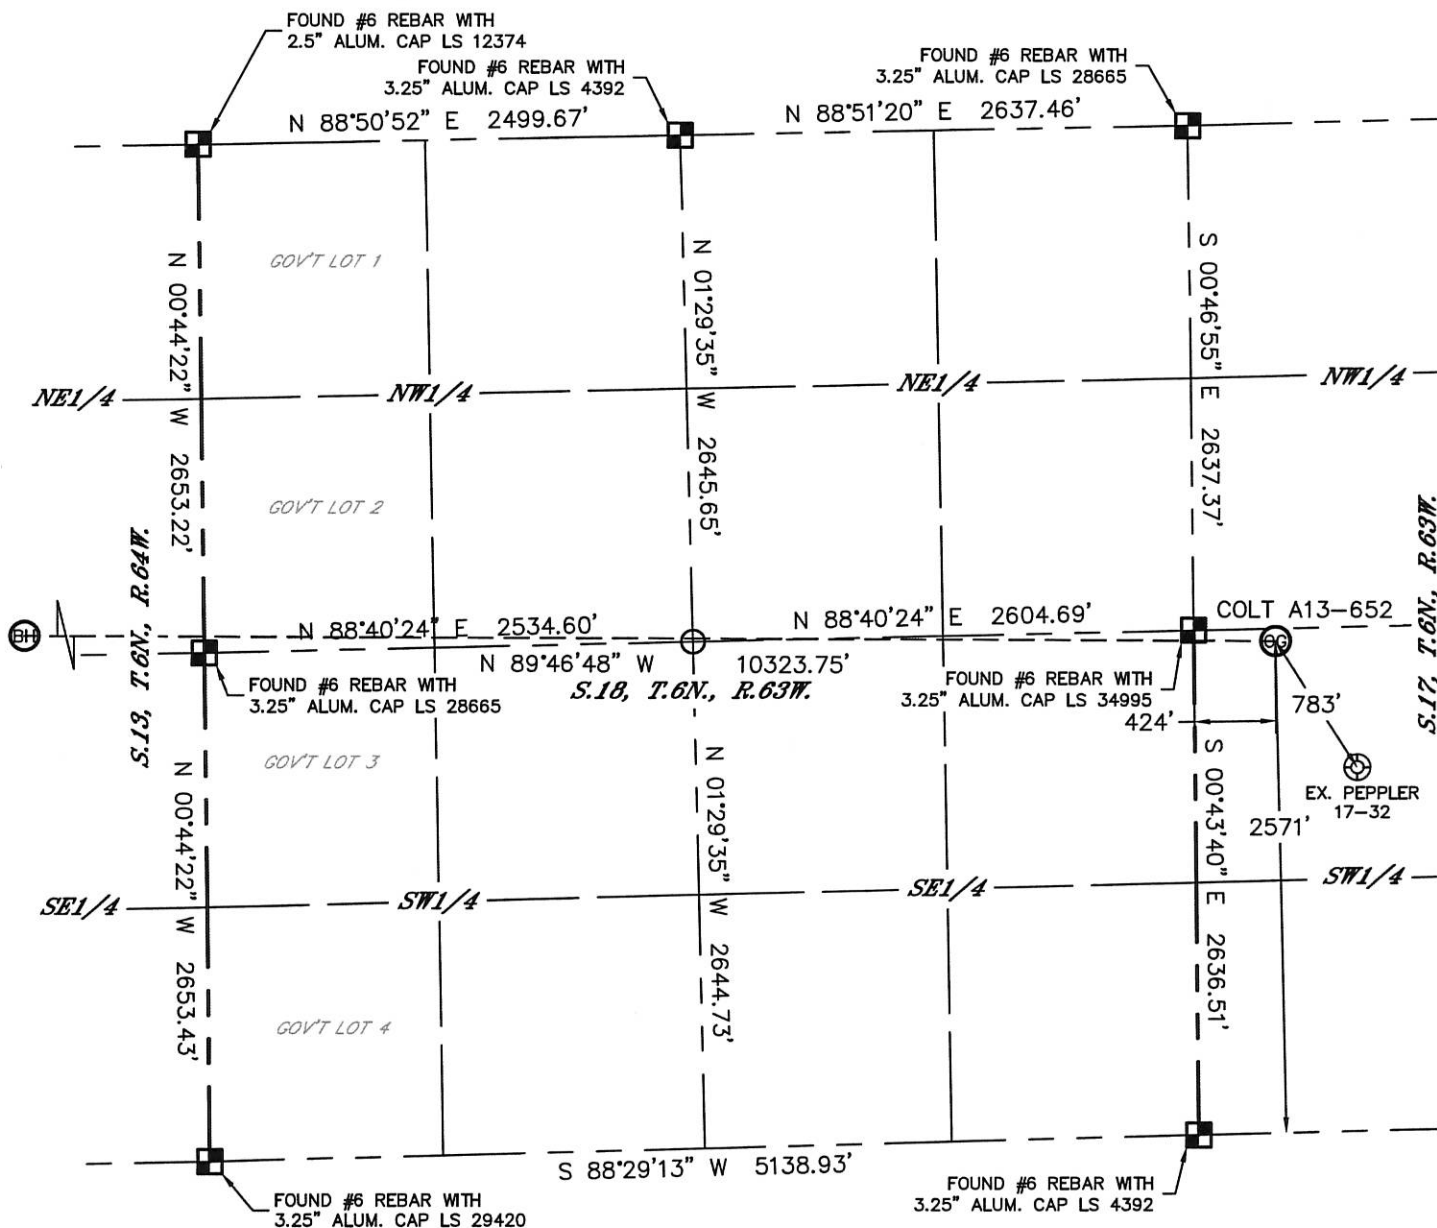 FOUND #6 REBAR WITH
2.5" ALUM. CAP LS 12374
FOUND #6 REBAR WITH
3.25" ALUM. CAP LS 4392
FOUND #6 REBAR WITH
3.25" ALUM. CAP LS 28665
N 88°50'52" E 2499.67'
N 88°51'20" E 2637.46'
GOV'T LOT 1
N 00°44'22" W 2653.22'
N 01°29'35" W 2645.65'
S 00°46'55" E 2637.37'
NE1/4
NW1/4
NE1/4
NW1/4
GOV'T LOT 2
S.13, T.6N., R.64W.
S.17, T.6N., R.63W.
BH
N 88°40'24" E 2534.60'
N 88°40'24" E 2604.69'
COLT A13-652
OG
N 89°46'48" W 10323.75'
S.18, T.6N., R.63W.
FOUND #6 REBAR WITH
3.25" ALUM. CAP LS 28665
FOUND #6 REBAR WITH
3.25" ALUM. CAP LS 34995
424'
783'
GOV'T LOT 3
EX. PEPPLER
17-32
2571'
N 00°44'22" W 2653.43'
N 01°29'35" W 2644.73'
S 00°43'40" E 2636.51'
SE1/4
SW1/4
SE1/4
SW1/4
GOV'T LOT 4
S 88°29'13" W 5138.93'
FOUND #6 REBAR WITH
3.25" ALUM. CAP LS 29420
FOUND #6 REBAR WITH
3.25" ALUM. CAP LS 4392